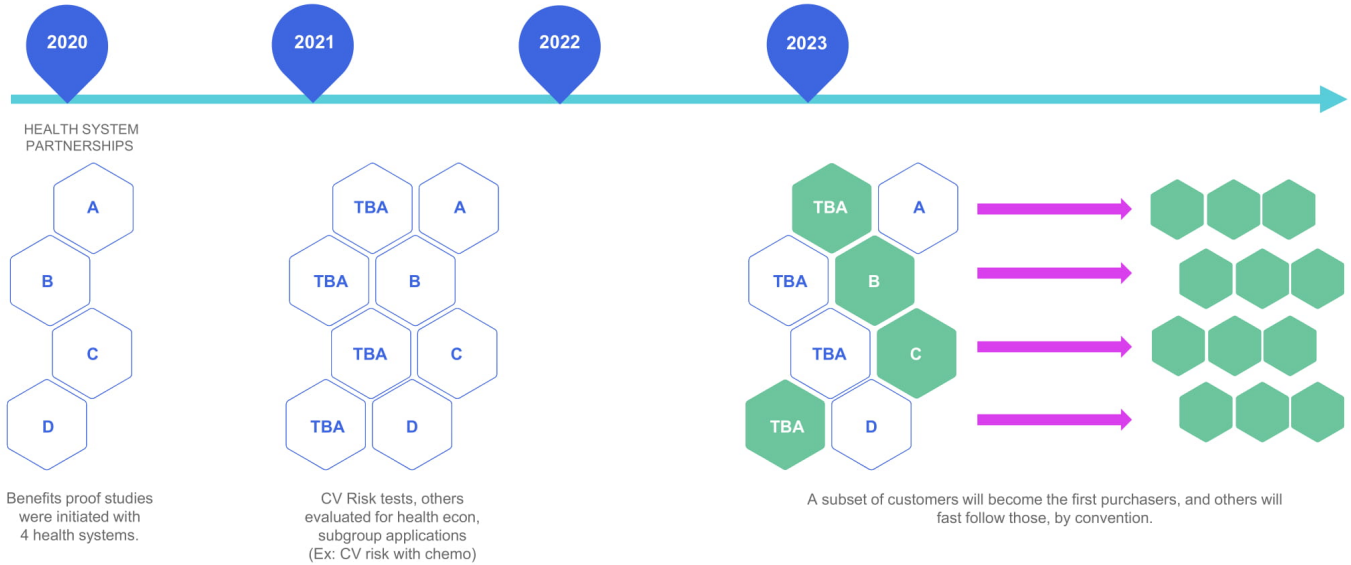 2020
2021
2022
2023
HEALTH SYSTEM
PARTNERSHIPS
A
B
C
D
Benefits proof studies
were initiated with
4 health systems.
TBA
A
TBA
B
TBA
C
TBA
D
CV Risk tests, others
evaluated for health econ,
subgroup applications
(Ex: CV risk with chemo)
TBA
A
TBA
B
TBA
C
TBA
D
A subset of customers will become the first purchasers, and others will
fast follow those, by convention.